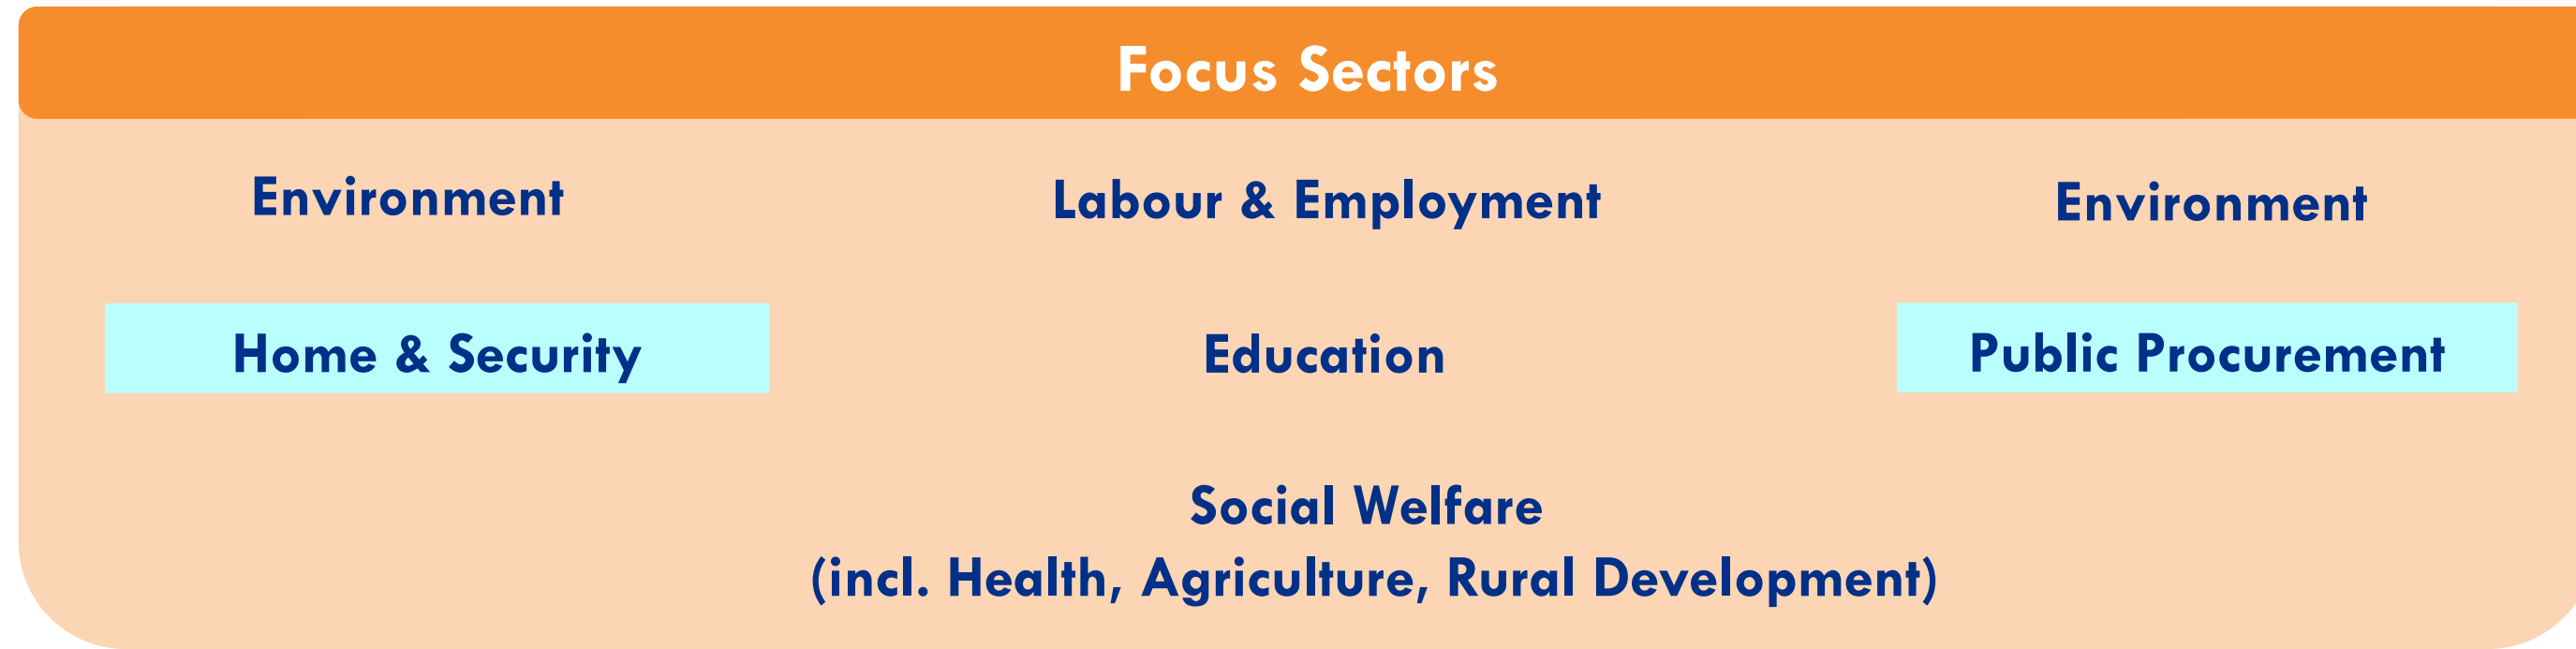 Focus Sectors
Environment
Labour & Employment
Environment
Home & Security
Education
Public Procurement
Social Welfare
(incl. Health, Agriculture, Rural Development)